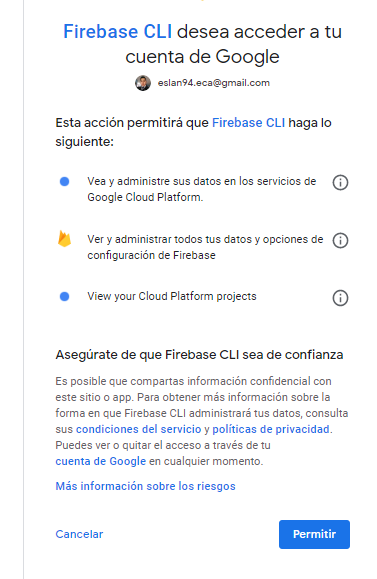 Firebase CLI desea acceder a tu
cuenta de Google
eslan94.eca@gmail.com
Esta acción permitirá que Firebase CLI haga lo
siguiente:
Vea y administre sus datos en los servicios de
Google Cloud Platform.
Ver y administrar todos tus datos y opciones de
configuración de Firebase
View your Cloud Platform projects
Asegúrate de que Firebase CLI sea de confianza
Es posible que compartas información confidencial con
este sitio o app. Para obtener más información sobre la
forma en que Firebase CLI administrará tus datos, consulta
sus condiciones del servicio y políticas de privacidad.
Puedes ver o quitar el acceso a través de tu
cuenta de Google en cualquier momento.
Más información sobre los riesgos
Cancelar
Permitir